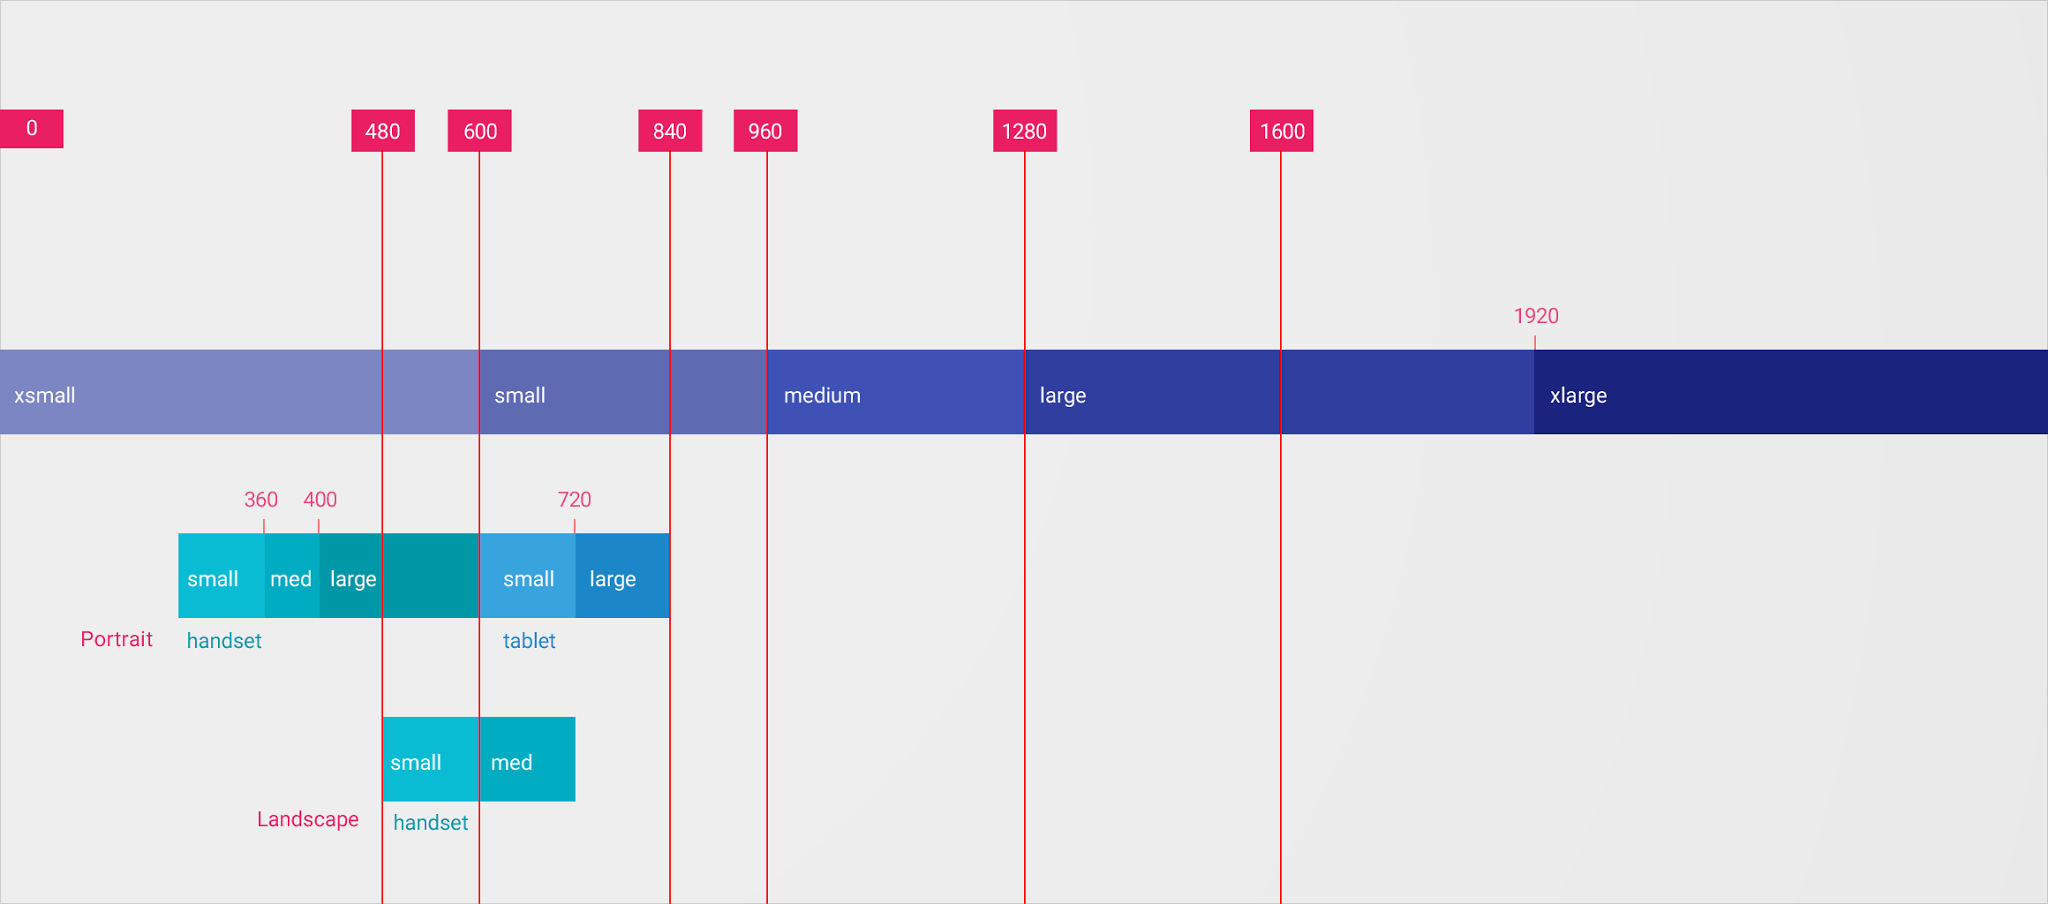 0 480 600 840 960 1280 1600
1920
xsmall small medium large xlarge
360 400 720
small med large small large
Portrait handset tablet
small med
Landscape handset